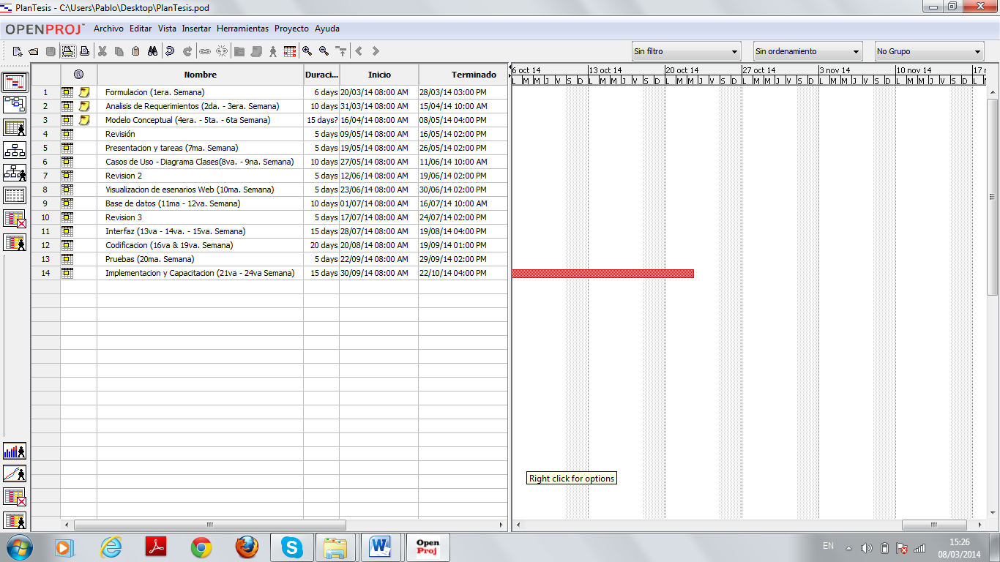 PlanTesis - C:\Users\Pablo\Desktop\PlanTesis.pod
OPENPROJ™ Archivo Editar Vista Insertar Herramientas Proyecto Ayuda
Sin filtro Sin ordenamiento No Grupo
Nombre Duraci... Inicio Terminado
6 oct 14 13 oct 14 20 oct 14 27 oct 14 3 nov 14 10 nov 14 17
L M M J V S D L M M J V S D L M M J V S D L M M J V S D L M M J V S D L M M J V S D L
1 Formulacion (1era. Semana) 6 days 20/03/14 08:00 AM 28/03/14 03:00 PM
2 Analisis de Requerimientos (2da. - 3era. Semana) 10 days 31/03/14 08:00 AM 15/04/14 10:00 AM
3 Modelo Conceptual (4era. - 5ta. - 6ta Semana) 15 days? 16/04/14 08:00 AM 08/05/14 04:00 PM
4 Revisión 5 days 09/05/14 08:00 AM 16/05/14 02:00 PM
5 Presentacion y tareas (7ma. Semana) 5 days 19/05/14 08:00 AM 26/05/14 02:00 PM
6 Casos de Uso - Diagrama Clases(8va. - 9na. Semana) 10 days 27/05/14 08:00 AM 11/06/14 10:00 AM
7 Revision 2 5 days 12/06/14 08:00 AM 19/06/14 02:00 PM
8 Visualizacion de esenarios Web (10ma. Semana) 5 days 23/06/14 08:00 AM 30/06/14 02:00 PM
9 Base de datos (11ma - 12va. Semana) 10 days 01/07/14 08:00 AM 16/07/14 10:00 AM
10 Revision 3 5 days 17/07/14 08:00 AM 24/07/14 02:00 PM
11 Interfaz (13va - 14va. - 15va. Semana) 15 days 28/07/14 08:00 AM 19/08/14 04:00 PM
12 Codificacion (16va & 19va. Semana) 20 days 20/08/14 08:00 AM 19/09/14 01:00 PM
13 Pruebas (20ma. Semana) 5 days 22/09/14 08:00 AM 29/09/14 02:00 PM
14 Implementacion y Capacitacion (21va - 24va Semana) 15 days 30/09/14 08:00 AM 22/10/14 04:00 PM
Right click for options
Open
Proj
EN
15:26
08/03/2014